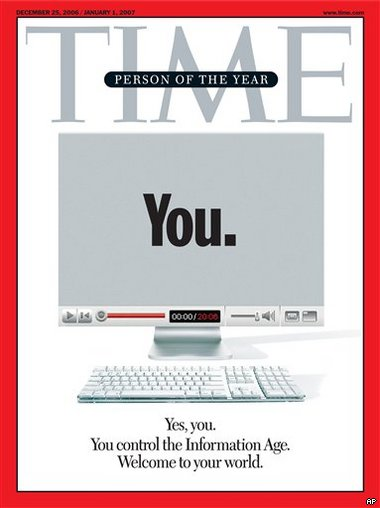 DECEMBER 25, 2006 / JANUARY 1, 2007 www.time.com
TIME
PERSON OF THE YEAR
You.
00:00/20:06
Yes, you.
You control the Information Age.
Welcome to your world.
AP